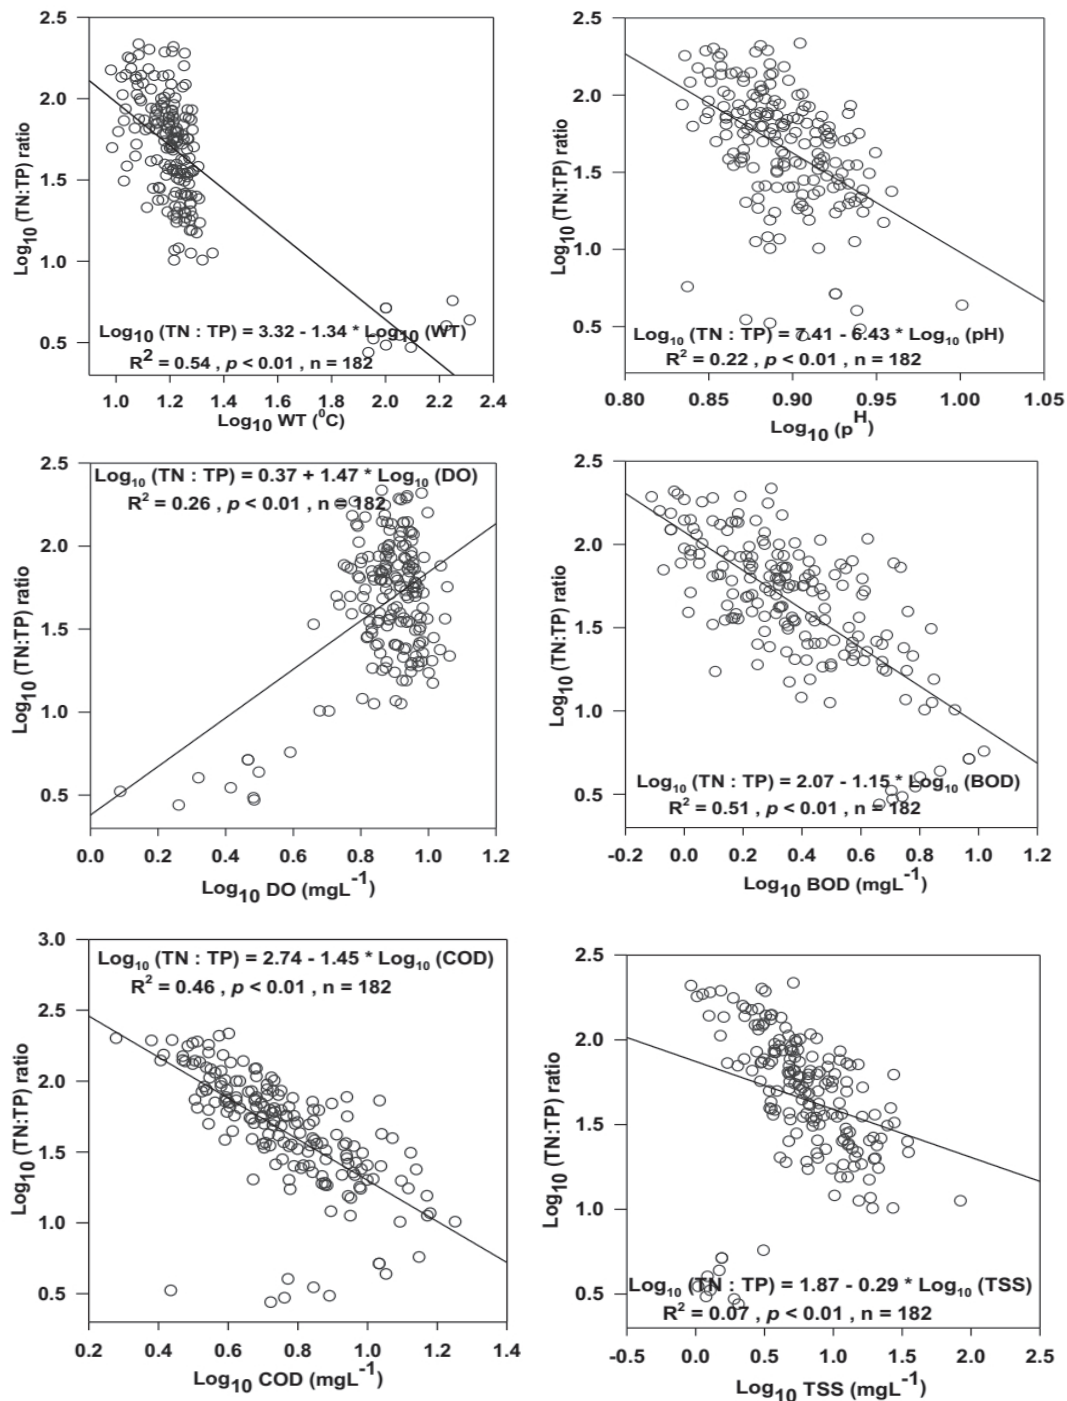 2.5
2.0
1.5
1.0
0.5
Log10 (TN:TP) ratio
Log10 (TN : TP) = 3.32 - 1.34 * Log10 (WT)
R2 = 0.54 , p < 0.01 , n = 182
1.0 1.2 1.4 1.6 1.8 2.0 2.2 2.4
Log10 WT (0C)
2.5
2.0
1.5
1.0
0.5
Log10 (TN:TP) ratio
Log10 (TN : TP) = 7.41 - 6.43 * Log10 (pH)
R2 = 0.22 , p < 0.01 , n = 182
0.80 0.85 0.90 0.95 1.00 1.05
Log10 (pH)
2.5
2.0
1.5
1.0
0.5
Log10 (TN:TP) ratio
Log10 (TN : TP) = 0.37 + 1.47 * Log10 (DO)
R2 = 0.26 , p < 0.01 , n = 182
0.0 0.2 0.4 0.6 0.8 1.0 1.2
Log10 DO (mgL-1)
2.5
2.0
1.5
1.0
0.5
Log10 (TN:TP) ratio
Log10 (TN : TP) = 2.07 - 1.15 * Log10 (BOD)
R2 = 0.51 , p < 0.01 , n = 182
-0.2 0.0 0.2 0.4 0.6 0.8 1.0 1.2
Log10 BOD (mgL-1)
3.0
2.5
2.0
1.5
1.0
0.5
Log10 (TN:TP) ratio
Log10 (TN : TP) = 2.74 - 1.45 * Log10 (COD)
R2 = 0.46 , p < 0.01 , n = 182
0.2 0.4 0.6 0.8 1.0 1.2 1.4
Log10 COD (mgL-1)
2.5
2.0
1.5
1.0
0.5
Log10 (TN:TP) ratio
Log10 (TN : TP) = 1.87 - 0.29 * Log10 (TSS)
R2 = 0.07 , p < 0.01 , n = 182
-0.5 0.0 0.5 1.0 1.5 2.0 2.5
Log10 TSS (mgL-1)